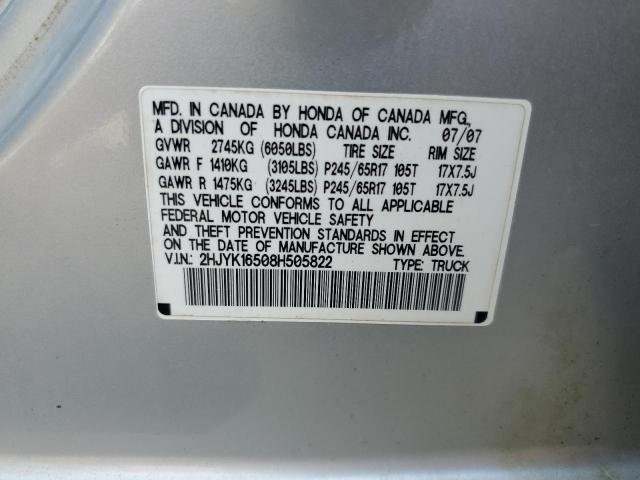 MFD. IN CANADA BY HONDA OF CANADA MFG.,
A DIVISION OF HONDA CANADA INC. 07/07
GVWR 2745KG (6050LBS) TIRE SIZE RIM SIZE
GAWR F 1410KG (3105LBS) P245/65R17 105T 17X7.5J
GAWR R 1475KG (3245LBS) P245/65R17 105T 17X7.5J
THIS VEHICLE CONFORMS TO ALL APPLICABLE
FEDERAL MOTOR VEHICLE SAFETY
AND THEFT PREVENTION STANDARDS IN EFFECT
ON THE DATE OF MANUFACTURE SHOWN ABOVE.
V.I.N.: 2HJYK16508H505822 TYPE: TRUCK